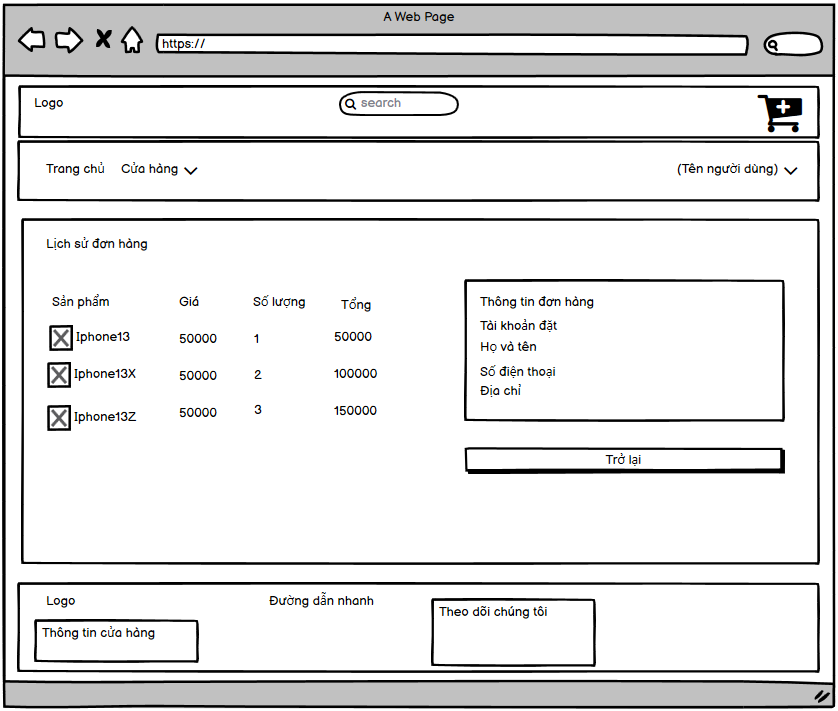 A Web Page
https://
Logo
search
Trang chủ Cửa hàng (Tên người dùng)
Lịch sử đơn hàng
Sản phẩm Giá Số lượng Tổng
Iphone13 50000 1 50000
Iphone13X 50000 2 100000
Iphone13Z 50000 3 150000
Thông tin đơn hàng
Tài khoản đặt
Họ và tên
Số điện thoại
Địa chỉ
Trở lại
Logo
Thông tin cửa hàng
Đường dẫn nhanh
Theo dõi chúng tôi